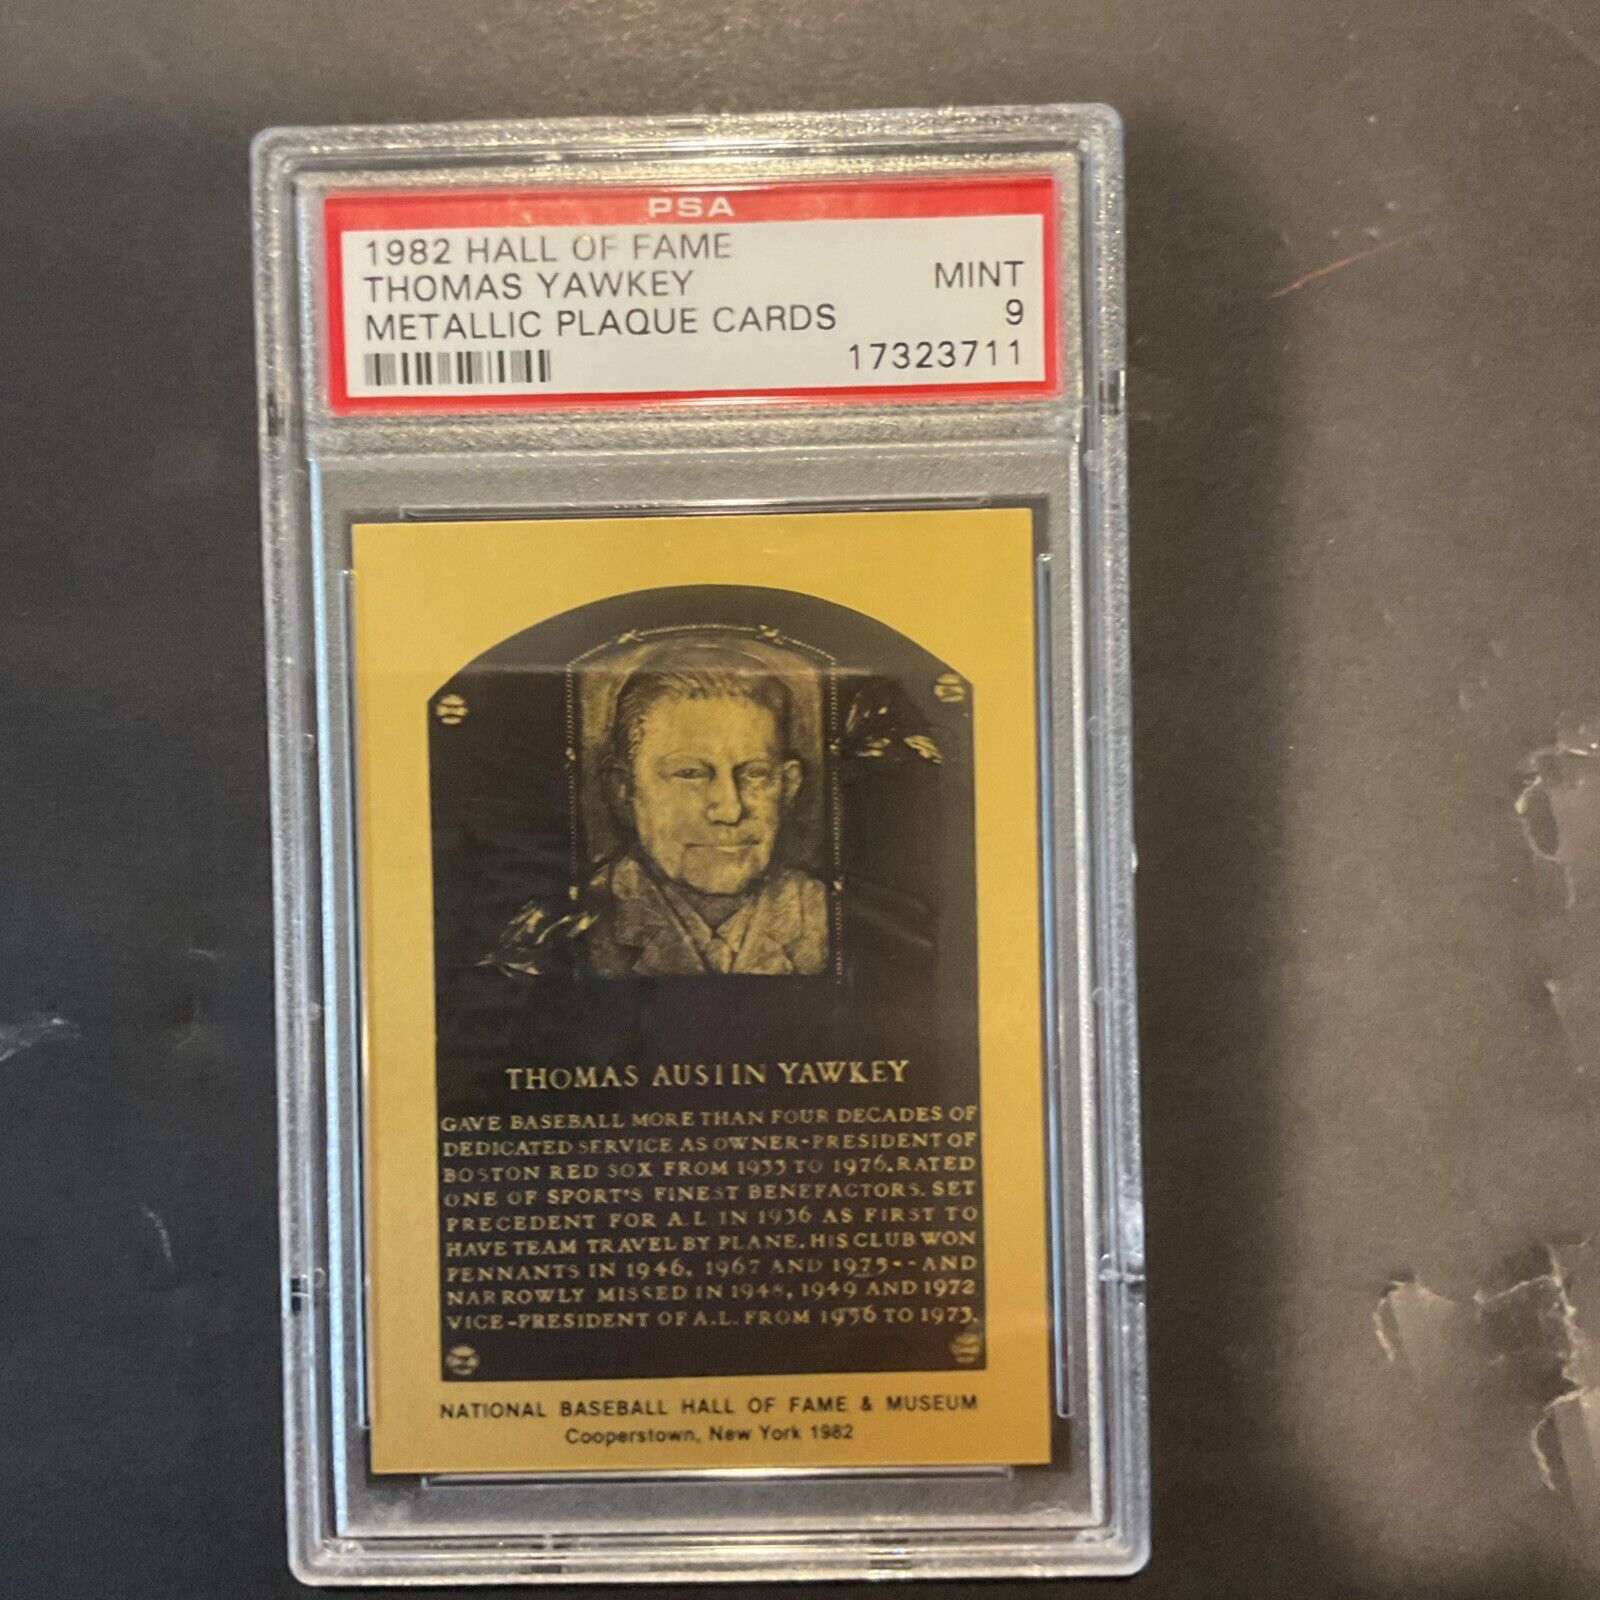 PSA
1982 HALL OF FAME
THOMAS YAWKEY MINT
METALLIC PLAQUE CARDS 9
17323711
THOMAS AUSTIN YAWKEY
GAVE BASEBALL MORE THAN FOUR DECADES OF
DEDICATED SERVICE AS OWNER-PRESIDENT OF
BOSTON RED SOX FROM 1933 TO 1976. RATED
ONE OF SPORT'S FINEST BENEFACTORS. SET
PRECEDENT FOR A.L. IN 1936 AS FIRST TO
HAVE TEAM TRAVEL BY PLANE. HIS CLUB WON
PENNANTS IN 1946, 1967 AND 1975--AND
NARROWLY MISSED IN 1948, 1949 AND 1972
VICE-PRESIDENT OF A.L. FROM 1956 TO 1973.
NATIONAL BASEBALL HALL OF FAME & MUSEUM
Cooperstown, New York 1982